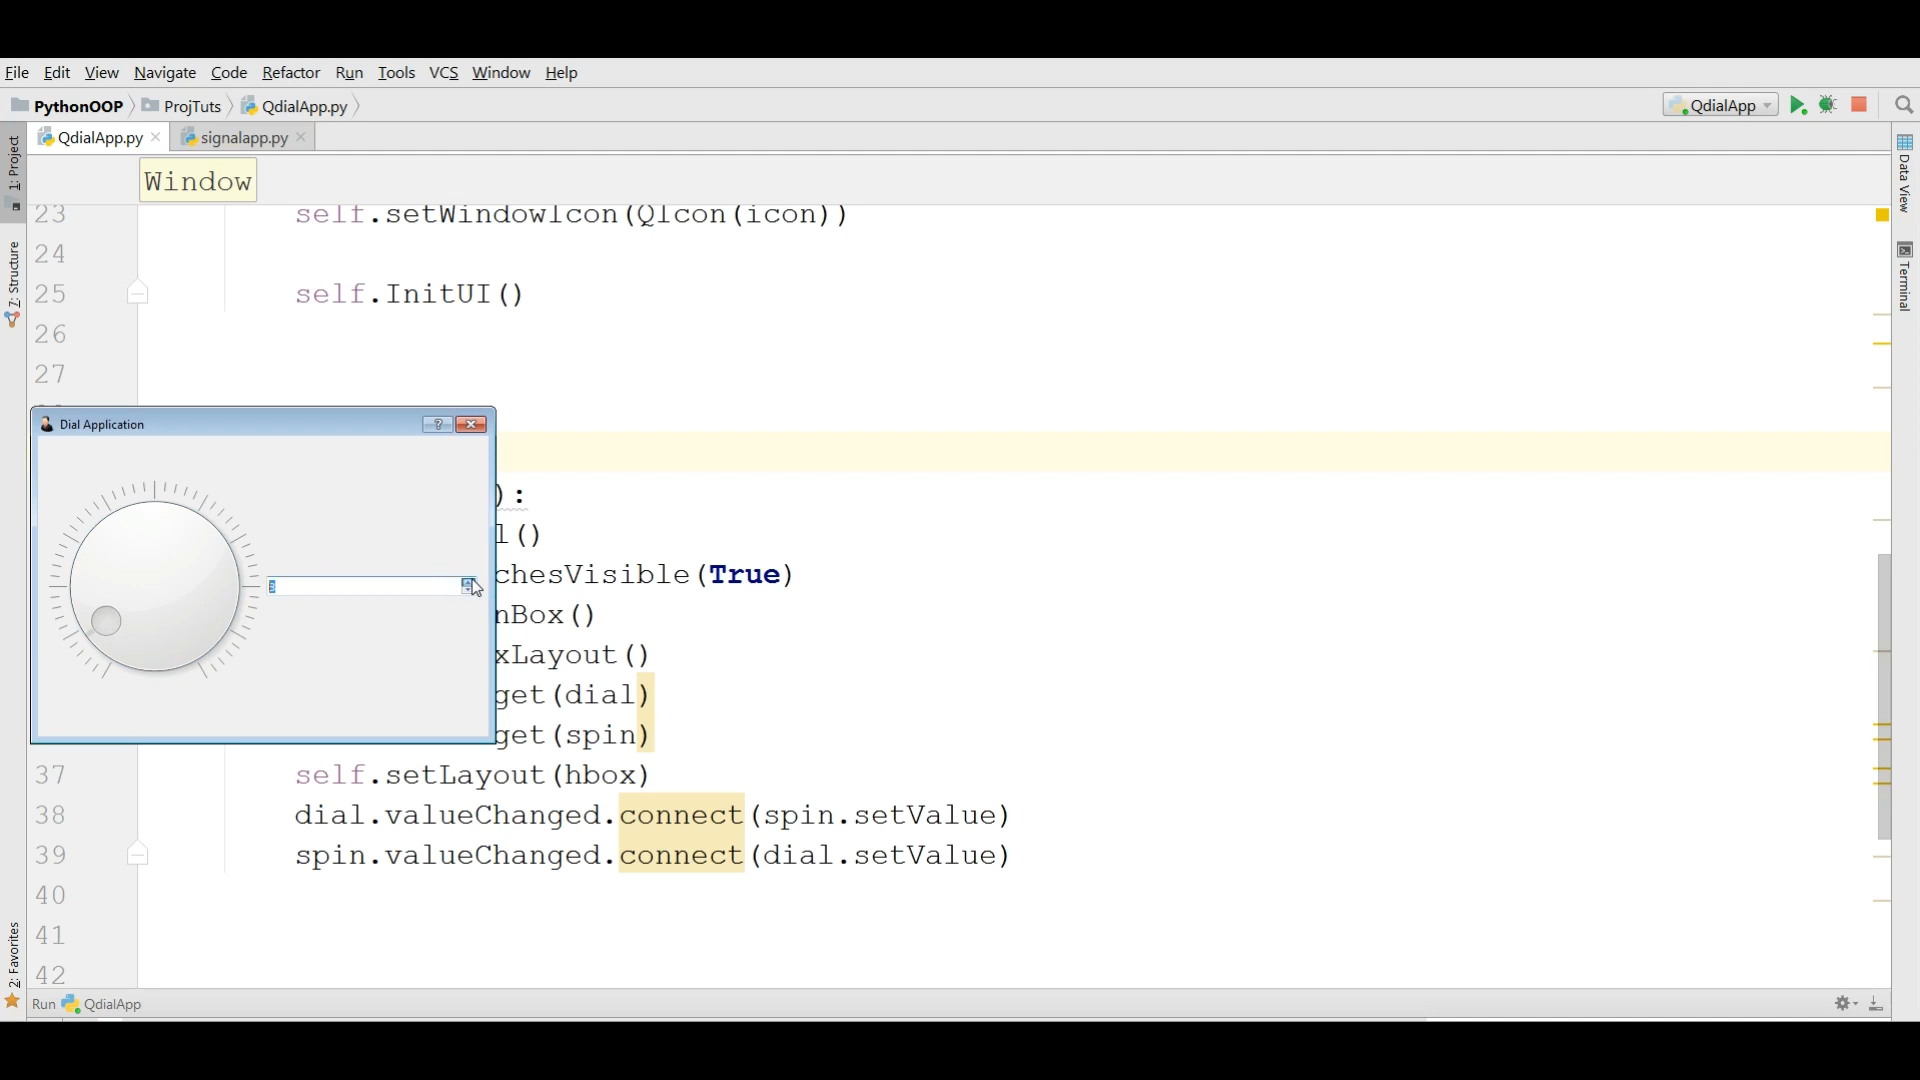 File Edit View Navigate Code Refactor Run Tools VCS Window Help
PythonOOP ProjTuts QdialApp.py
QdialApp
QdialApp.py signalapp.py
Window
1: Project
7: Structure
2: Favorites
Data View
Terminal
23 self.setWindowIcon(QIcon(icon))
24
25 self.InitUI()
26
27
Dial Application
):
l()
chesVisible(True)
nBox()
xLayout()
get(dial)
get(spin)
37 self.setLayout(hbox)
38 dial.valueChanged.connect(spin.setValue)
39 spin.valueChanged.connect(dial.setValue)
40
41
42
Run QdialApp